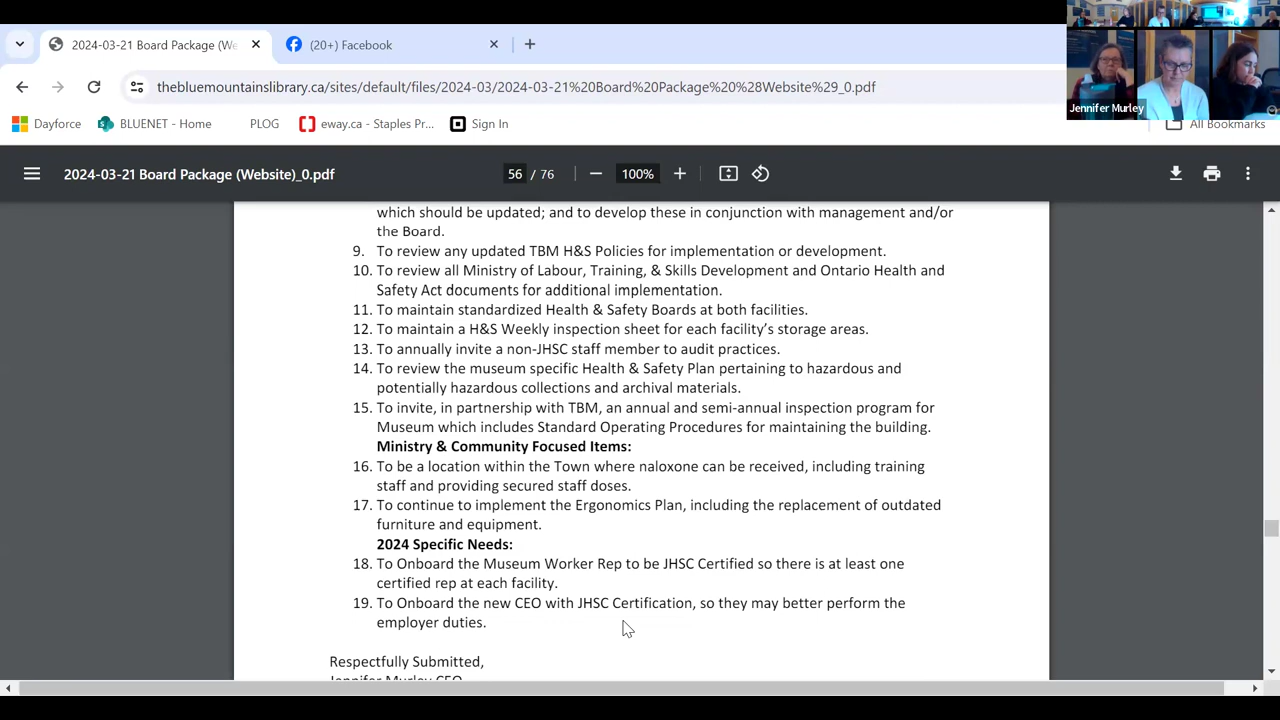 2024-03-21 Board Package (We
(20+) Facebook
thebluemountainslibrary.ca/sites/default/files/2024-03/2024-03-21%20Board%20Package%20%28Website%29_0.pdf
Jennifer Murley
Dayforce
BLUENET - Home
PLOG
eway.ca - Staples Pr...
Sign In
All Bookmarks
2024-03-21 Board Package (Website)_0.pdf
56 / 76
100%
which should be updated; and to develop these in conjunction with management and/or
the Board.
9. To review any updated TBM H&S Policies for implementation or development.
10. To review all Ministry of Labour, Training, & Skills Development and Ontario Health and
Safety Act documents for additional implementation.
11. To maintain standardized Health & Safety Boards at both facilities.
12. To maintain a H&S Weekly inspection sheet for each facility's storage areas.
13. To annually invite a non-JHSC staff member to audit practices.
14. To review the museum specific Health & Safety Plan pertaining to hazardous and
potentially hazardous collections and archival materials.
15. To invite, in partnership with TBM, an annual and semi-annual inspection program for
Museum which includes Standard Operating Procedures for maintaining the building.
Ministry & Community Focused Items:
16. To be a location within the Town where naloxone can be received, including training
staff and providing secured staff doses.
17. To continue to implement the Ergonomics Plan, including the replacement of outdated
furniture and equipment.
2024 Specific Needs:
18. To Onboard the Museum Worker Rep to be JHSC Certified so there is at least one
certified rep at each facility.
19. To Onboard the new CEO with JHSC Certification, so they may better perform the
employer duties.
Respectfully Submitted,
Jennifer Murley CEO